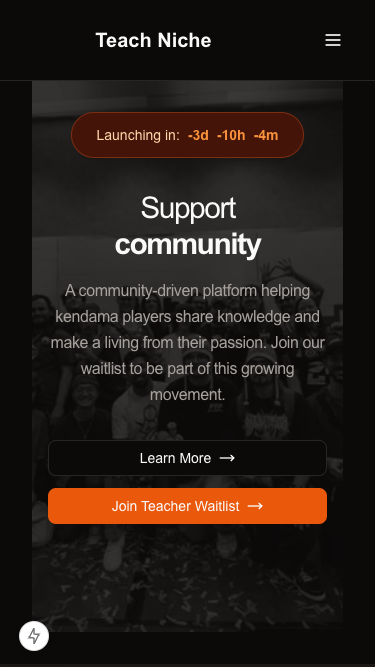 Teach Niche
Launching in: -3d -10h -4m
Support
community
A community-driven platform helping
kendama players share knowledge and
make a living from their passion. Join our
waitlist to be part of this growing
movement.
Learn More →
Join Teacher Waitlist →